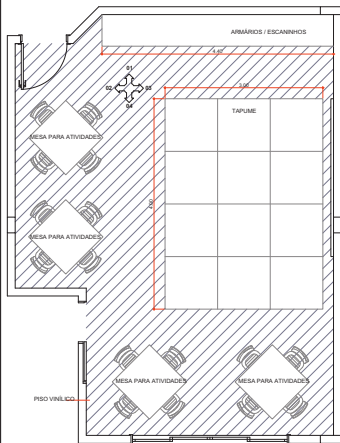 ARMÁRIOS / ESCANINHOS
4.40
01
02
03
04
3.00
TAPUME
MESA PARA ATIVIDADES
4.00
MESA PARA ATIVIDADES
MESA PARA ATIVIDADES
MESA PARA ATIVIDADES
PISO VINÍLICO